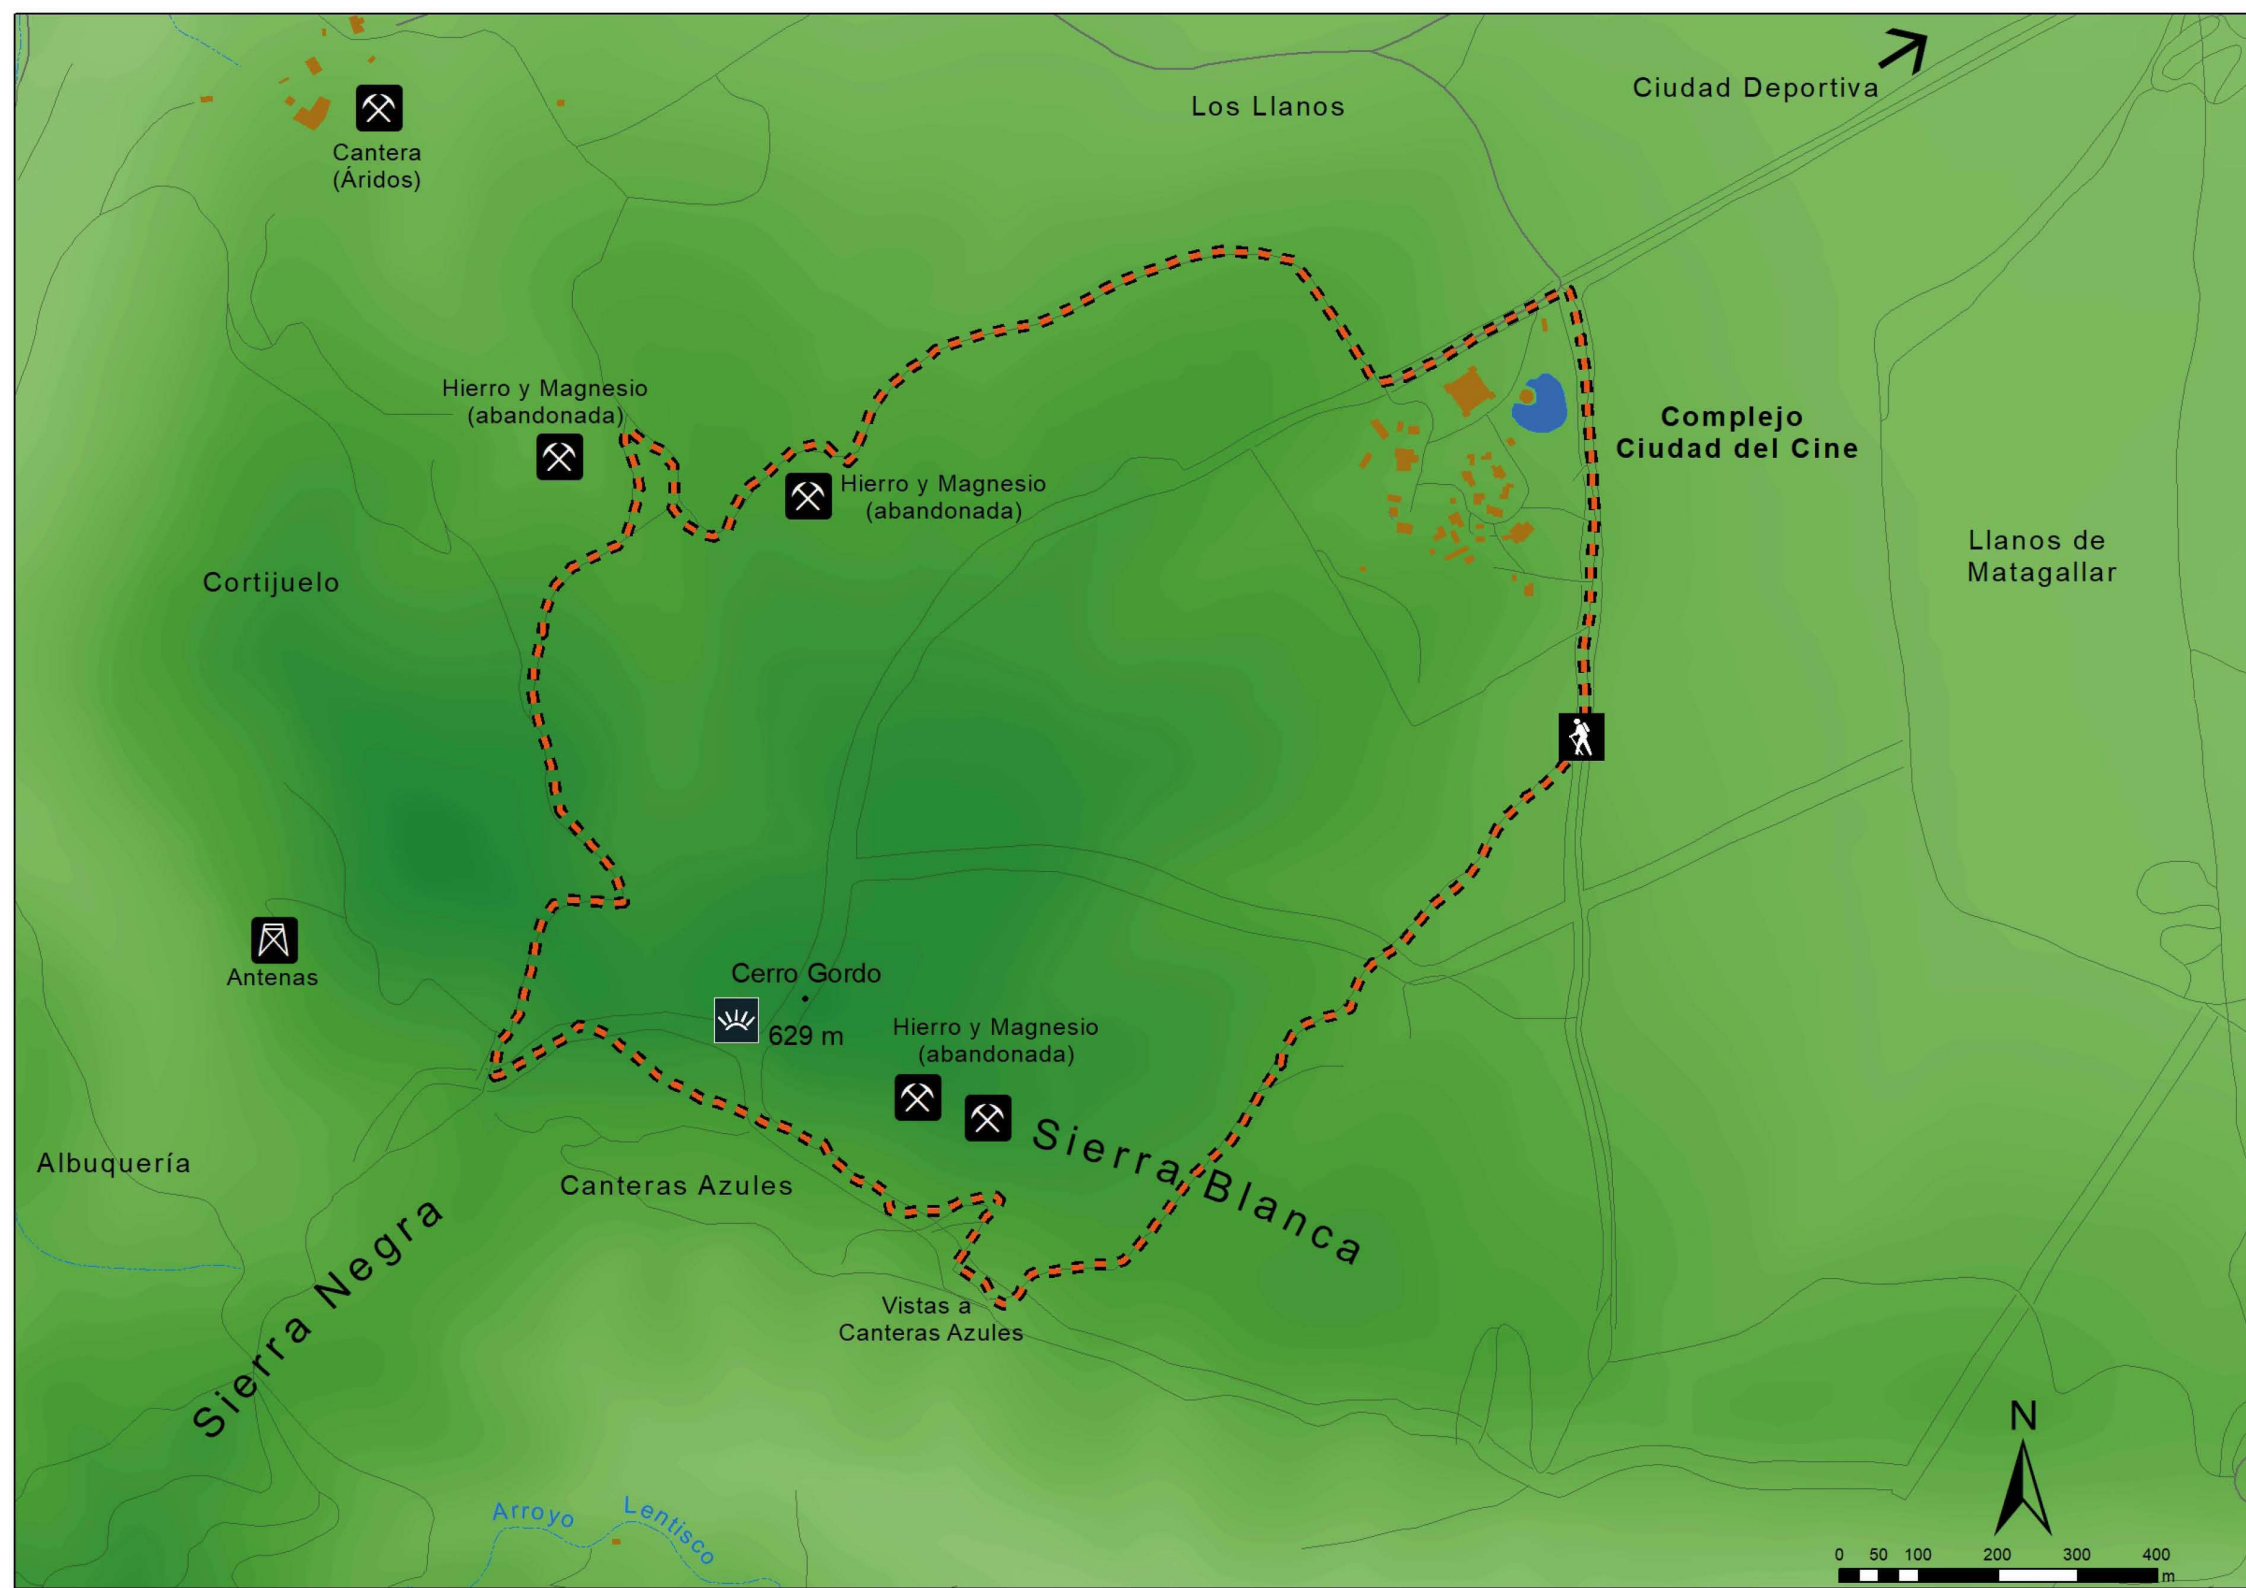 Ciudad Deportiva
Los Llanos
Cantera
(Áridos)
Hierro y Magnesio
(abandonada)
Complejo
Ciudad del Cine
Hierro y Magnesio
(abandonada)
Llanos de
Matagallar
Cortijuelo
Antenas
Cerro Gordo
629 m
Hierro y Magnesio
(abandonada)
Sierra Blanca
Albuquería
Canteras Azules
Sierra Negra
Vistas a
Canteras Azules
N
Arroyo Lentisco
0 50 100 200 300 400
m